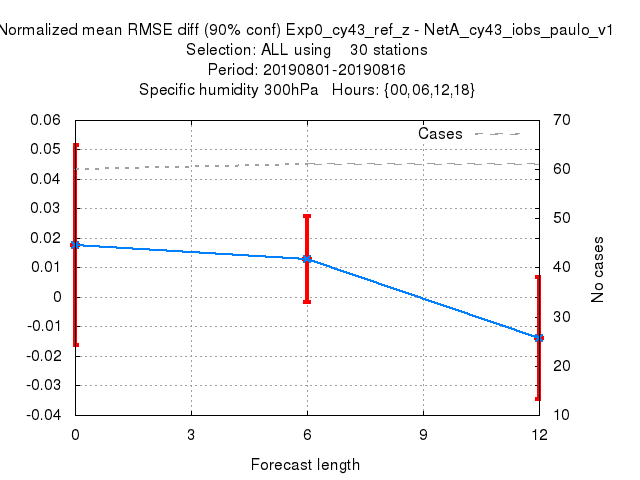 Normalized mean RMSE diff (90% conf) Exp0_cy43_ref_z - NetA_cy43_iobs_paulo_v1
Selection: ALL using 30 stations
Period: 20190801-20190816
Specific humidity 300hPa Hours: {00,06,12,18}
Cases
0.06
0.05
0.04
0.03
0.02
0.01
0
-0.01
-0.02
-0.03
-0.04
70
60
50
40
30
20
10
No cases
0 3 6 9 12
Forecast length